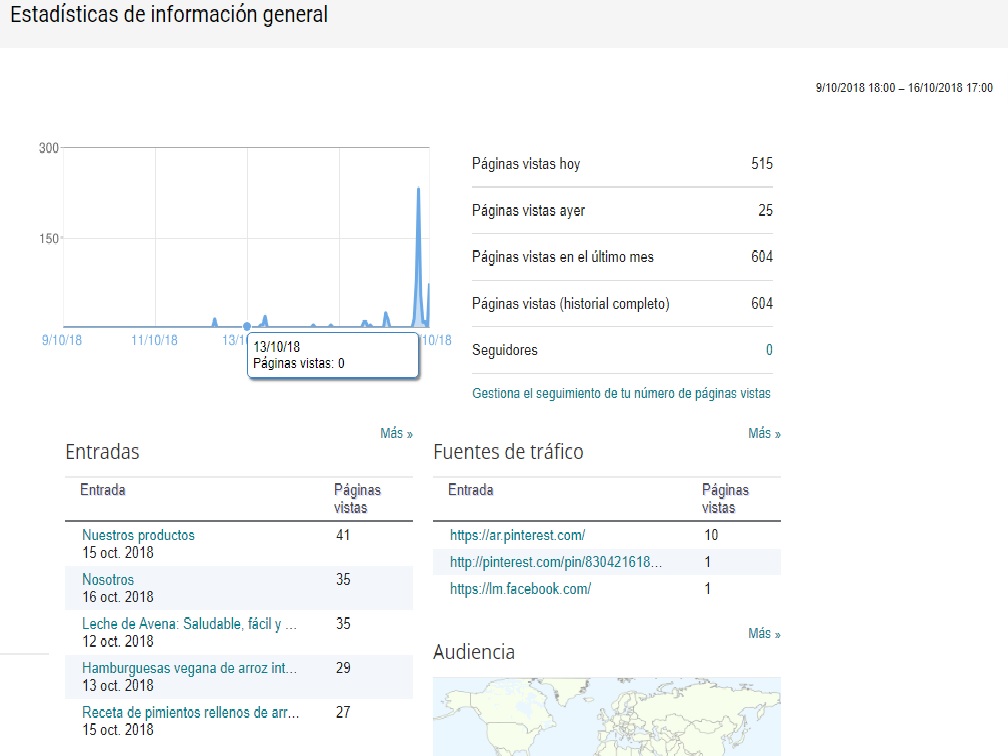 Estadísticas de información general
9/10/2018 18:00 – 16/10/2018 17:00
300
150
9/10/18
11/10/18
13/1
10/18
13/10/18
Páginas vistas: 0
Páginas vistas hoy 515
Páginas vistas ayer 25
Páginas vistas en el último mes 604
Páginas vistas (historial completo) 604
Seguidores 0
Gestiona el seguimiento de tu número de páginas vistas
Más »
Entradas
Entrada Páginas
vistas
Nuestros productos 41
15 oct. 2018
Nosotros 35
16 oct. 2018
Leche de Avena: Saludable, fácil y ... 35
12 oct. 2018
Hamburguesas vegana de arroz int... 29
13 oct. 2018
Receta de pimientos rellenos de arr... 27
15 oct. 2018
Más »
Fuentes de tráfico
Entrada Páginas
vistas
https://ar.pinterest.com/ 10
http://pinterest.com/pin/830421618... 1
https://lm.facebook.com/ 1
Más »
Audiencia